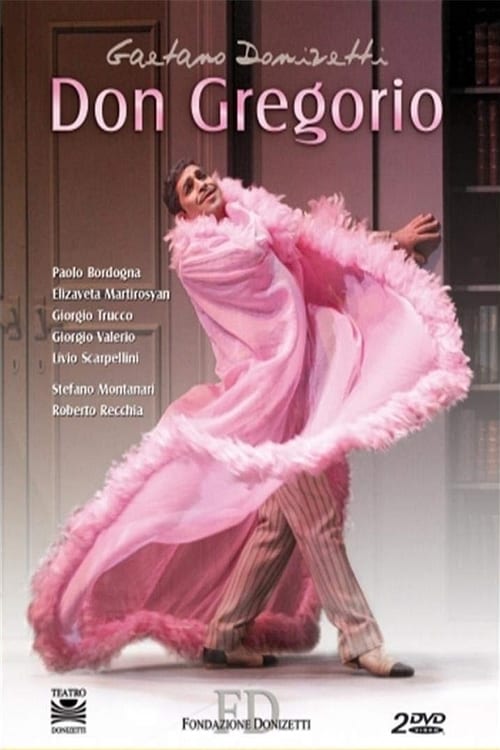 Gaetano Donizetti
Don Gregorio
Paolo Bordogna
Elizaveta Martirosyan
Giorgio Trucco
Giorgio Valerio
Livio Scarpellini
Stefano Montanari
Roberto Recchia
TEATRO
DONIZETTI
FD
FONDAZIONE DONIZETTI
2 DVD
VIDEO